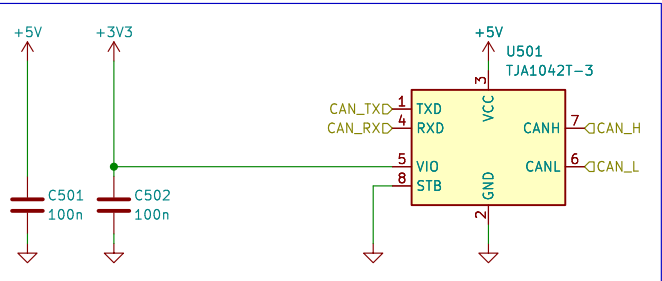 +5V
+3V3
+5V
U501
TJA1042T-3
3
VCC
CAN_TX
1
TXD
CAN_RX
4
RXD
CANH
7
CAN_H
5
VIO
CANL
6
CAN_L
8
STB
GND
2
C501
100n
C502
100n